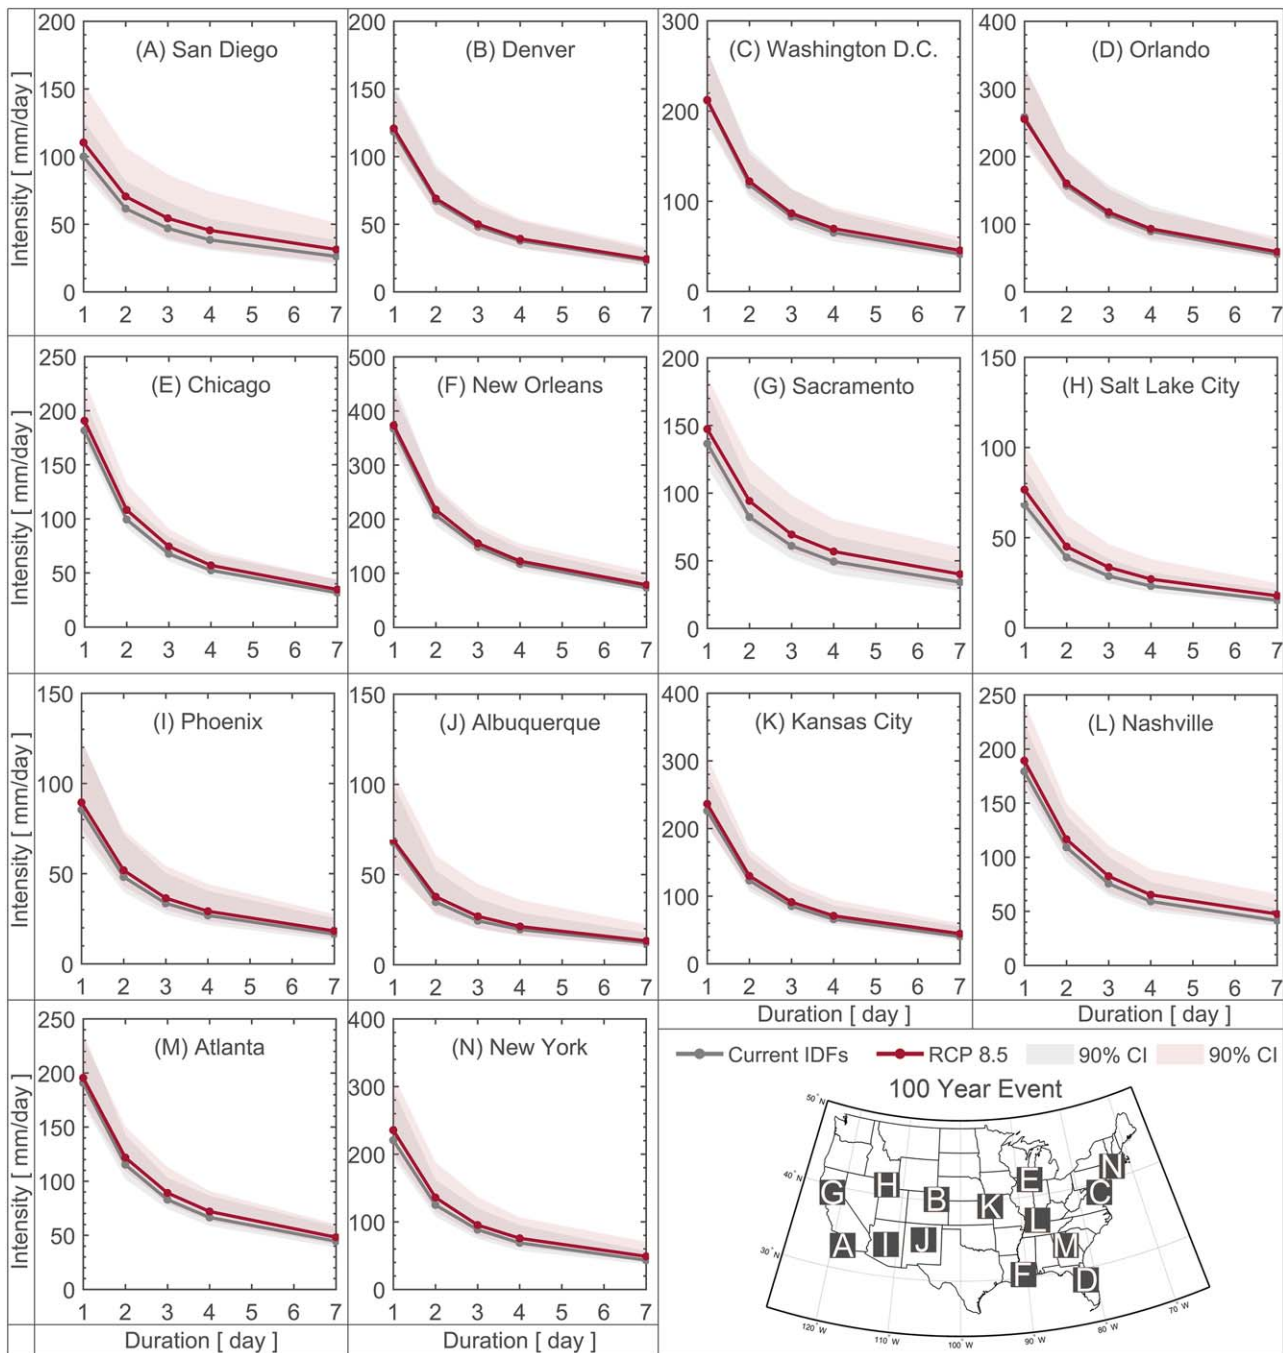 (A) San Diego
Intensity [ mm/day ]
200
150
100
50
0
1 2 3 4 5 6 7
(B) Denver
200
150
100
50
0
1 2 3 4 5 6 7
(C) Washington D.C.
300
200
100
0
1 2 3 4 5 6 7
(D) Orlando
400
300
200
100
0
1 2 3 4 5 6 7
(E) Chicago
Intensity [ mm/day ]
250
200
150
100
50
0
1 2 3 4 5 6 7
(F) New Orleans
500
400
300
200
100
0
1 2 3 4 5 6 7
(G) Sacramento
200
150
100
50
0
1 2 3 4 5 6 7
(H) Salt Lake City
150
100
50
0
1 2 3 4 5 6 7
(I) Phoenix
Intensity [ mm/day ]
150
100
50
0
1 2 3 4 5 6 7
(J) Albuquerque
150
100
50
0
1 2 3 4 5 6 7
(K) Kansas City
400
300
200
100
0
1 2 3 4 5 6 7
Duration [ day ]
(L) Nashville
250
200
150
100
50
0
1 2 3 4 5 6 7
Duration [ day ]
(M) Atlanta
Intensity [ mm/day ]
250
200
150
100
50
0
1 2 3 4 5 6 7
Duration [ day ]
(N) New York
400
300
200
100
0
1 2 3 4 5 6 7
Duration [ day ]
Current IDFs RCP 8.5 90% CI 90% CI
100 Year Event
50° N
40° N
30° N
G H B K E L C N
A I J M F D
120° W 110° W 100° W 90° W 80° W 70° W